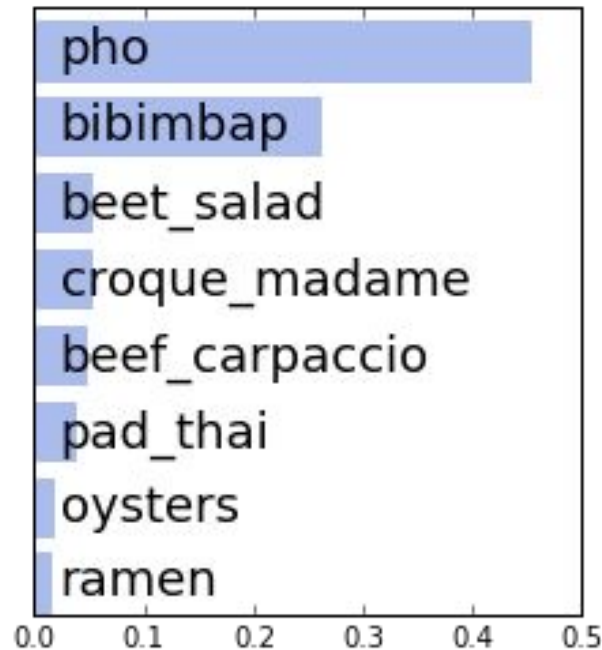 pho
bibimbap
beet_salad
croque_madame
beef_carpaccio
pad_thai
oysters
ramen
0.0 0.1 0.2 0.3 0.4 0.5